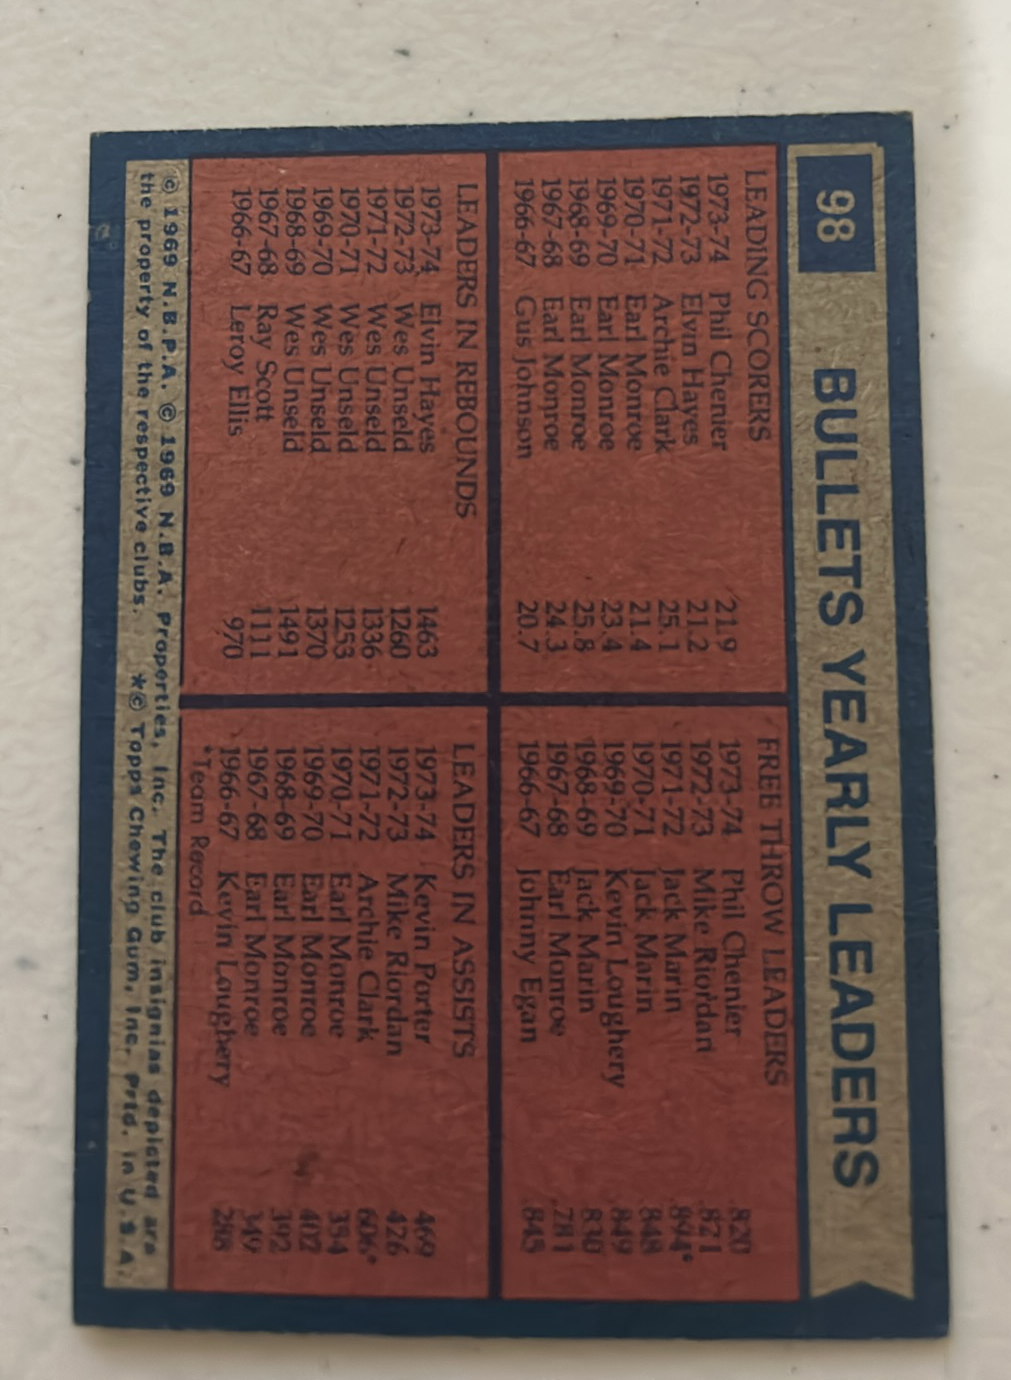 98 BULLETS YEARLY LEADERS
LEADING SCORERS
1973-74 Phil Chenier 21.9
1972-73 Elvin Hayes 21.2
1971-72 Archie Clark 25.1
1970-71 Earl Monroe 21.4
1969-70 Earl Monroe 23.4
1968-69 Earl Monroe 25.8
1967-68 Earl Monroe 24.3
1966-67 Gus Johnson 20.7
FREE THROW LEADERS
1973-74 Phil Chenier .820
1972-73 Mike Riordan .821
1971-72 Jack Marin .894*
1970-71 Jack Marin .848
1969-70 Kevin Loughery .849
1968-69 Jack Marin .830
1967-68 Earl Monroe .781
1966-67 Johnny Egan .845
LEADERS IN REBOUNDS
1973-74 Elvin Hayes 1463
1972-73 Wes Unseld 1260
1971-72 Wes Unseld 1336
1970-71 Wes Unseld 1253
1969-70 Wes Unseld 1370
1968-69 Wes Unseld 1491
1967-68 Ray Scott 1111
1966-67 Leroy Ellis 970
LEADERS IN ASSISTS
1973-74 Kevin Porter 469
1972-73 Mike Riordan 426
1971-72 Archie Clark 606*
1970-71 Earl Monroe 354
1969-70 Earl Monroe 402
1968-69 Earl Monroe 392
1967-68 Earl Monroe 349
1966-67 Kevin Loughery 288
*Team Record
© 1969 N.B.P.A. © 1969 N.B.A. Properties, Inc. The club insignias depicted are
the property of the respective clubs. *© Topps Chewing Gum, Inc. Prtd. in U.S.A.